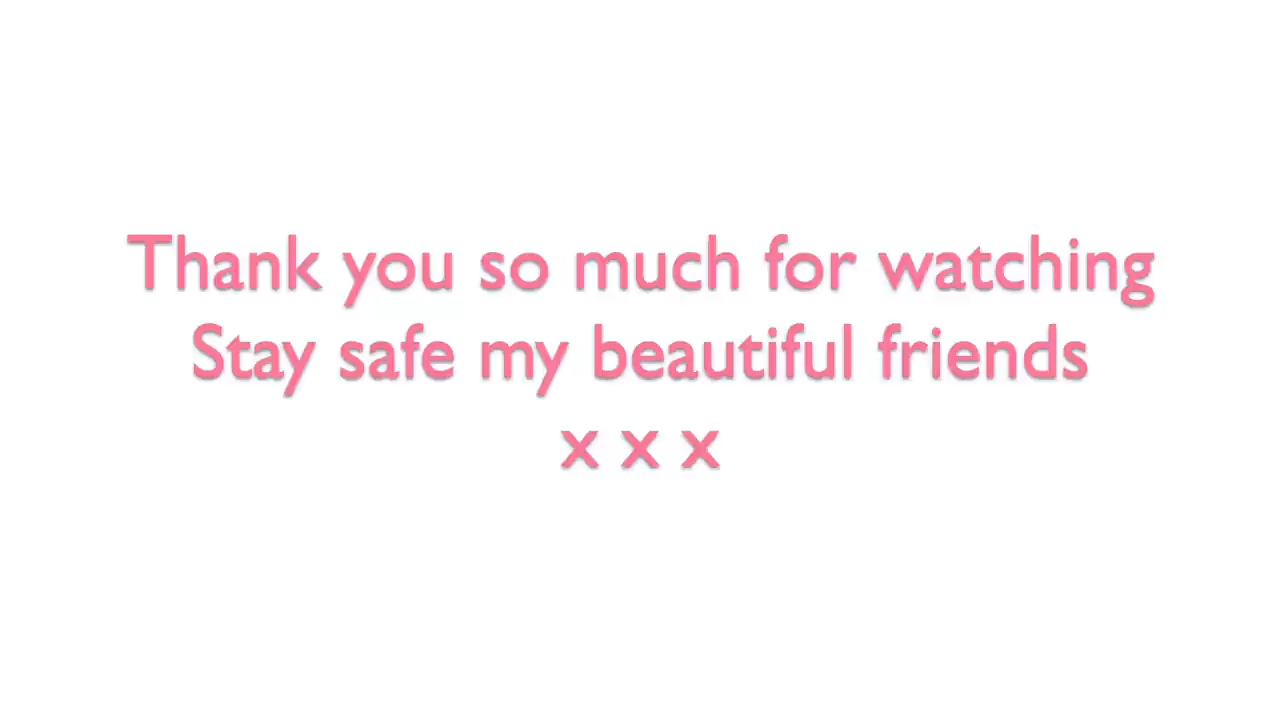 Thank you so much for watching
Stay safe my beautiful friends
x x x